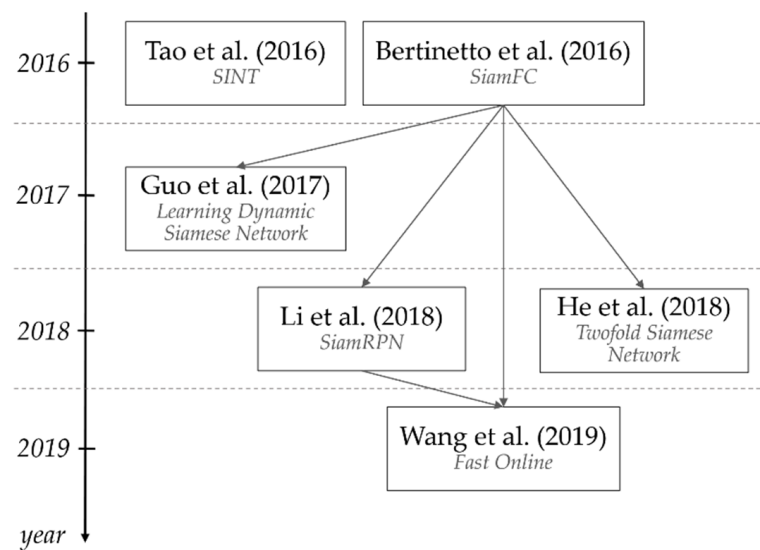 2016
Tao et al. (2016)
SINT
Bertinetto et al. (2016)
SiamFC
2017
Guo et al. (2017)
Learning Dynamic
Siamese Network
2018
Li et al. (2018)
SiamRPN
He et al. (2018)
Twofold Siamese
Network
2019
Wang et al. (2019)
Fast Online
year